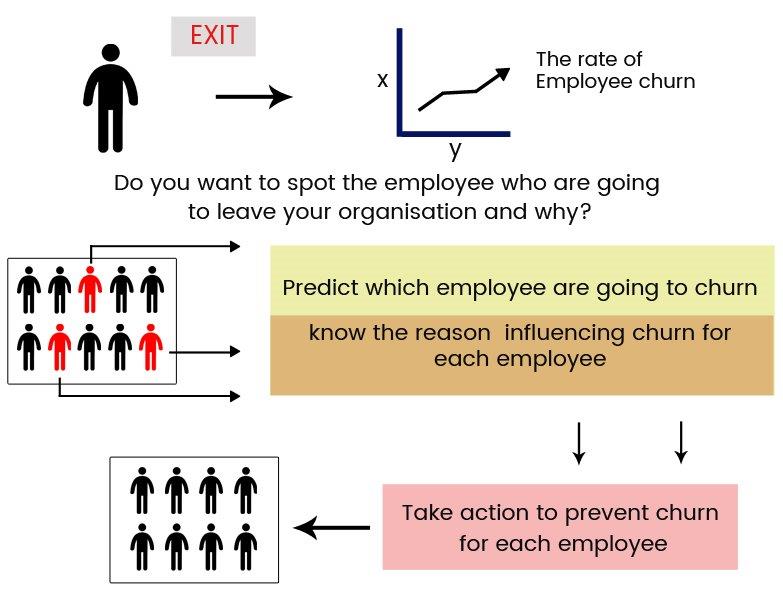 EXIT
x
The rate of
Employee churn
y
Do you want to spot the employee who are going
to leave your organisation and why?
Predict which employee are going to churn
know the reason influencing churn for
each employee
Take action to prevent churn
for each employee